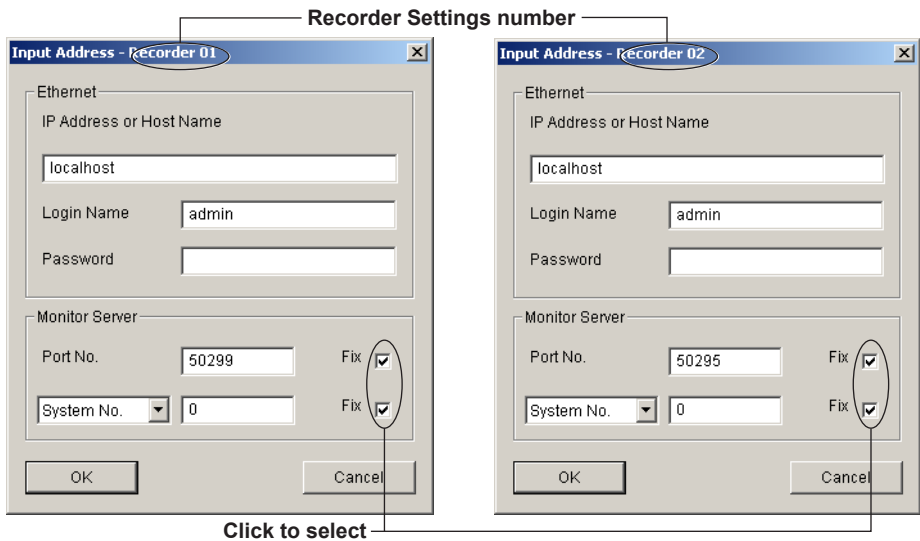 Recorder Settings number
Input Address - Recorder 01
Ethernet
IP Address or Host Name
localhost
Login Name
admin
Password
Monitor Server
Port No.
50299
Fix
System No.
0
Fix
OK
Cancel
Input Address - Recorder 02
Ethernet
IP Address or Host Name
localhost
Login Name
admin
Password
Monitor Server
Port No.
50295
Fix
System No.
0
Fix
OK
Cancel
Click to select